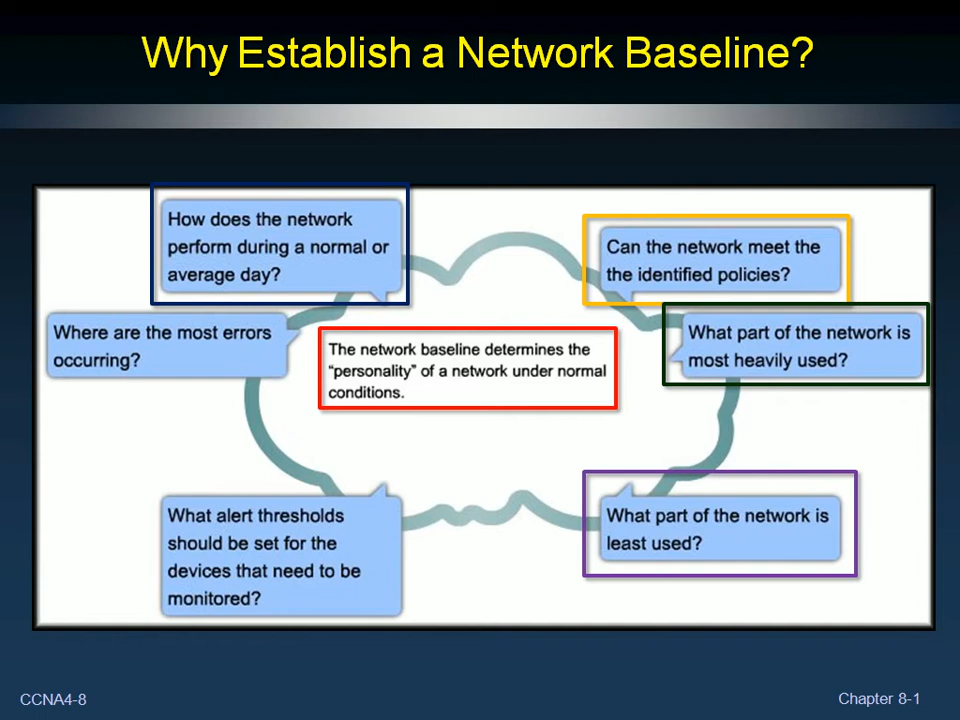 Why Establish a Network Baseline?
How does the network
perform during a normal or
average day?
Can the network meet the
the identified policies?
Where are the most errors
occurring?
The network baseline determines the
“personality” of a network under normal
conditions.
What part of the network is
most heavily used?
What alert thresholds
should be set for the
devices that need to be
monitored?
What part of the network is
least used?
CCNA4-8
Chapter 8-1